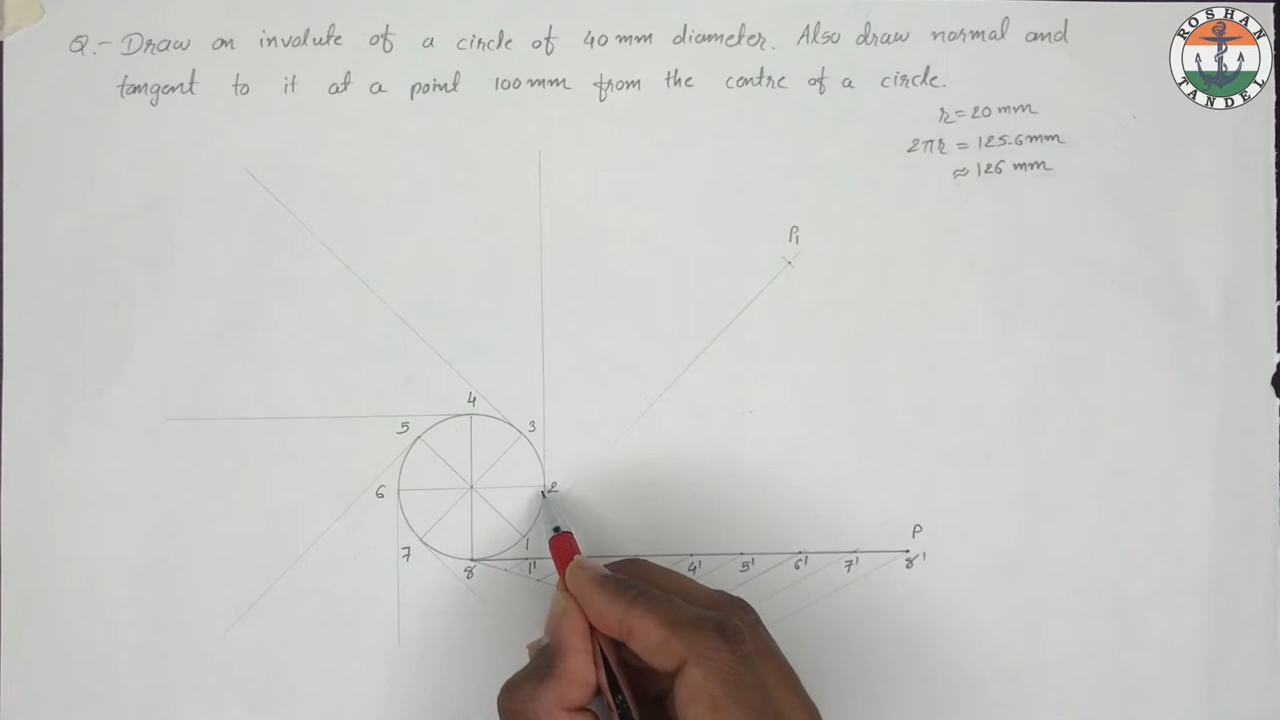 Q.- Draw an involute of a circle of 40 mm diameter. Also draw normal and
tangent to it at a point 100 mm from the centre of a circle.
ROSHAN
TANDEL
r = 20 mm
2πr = 125.6 mm
≈ 126 mm
P1
4
5
3
6
2
7
1
8
P
1'
4'
5'
6'
7'
8'